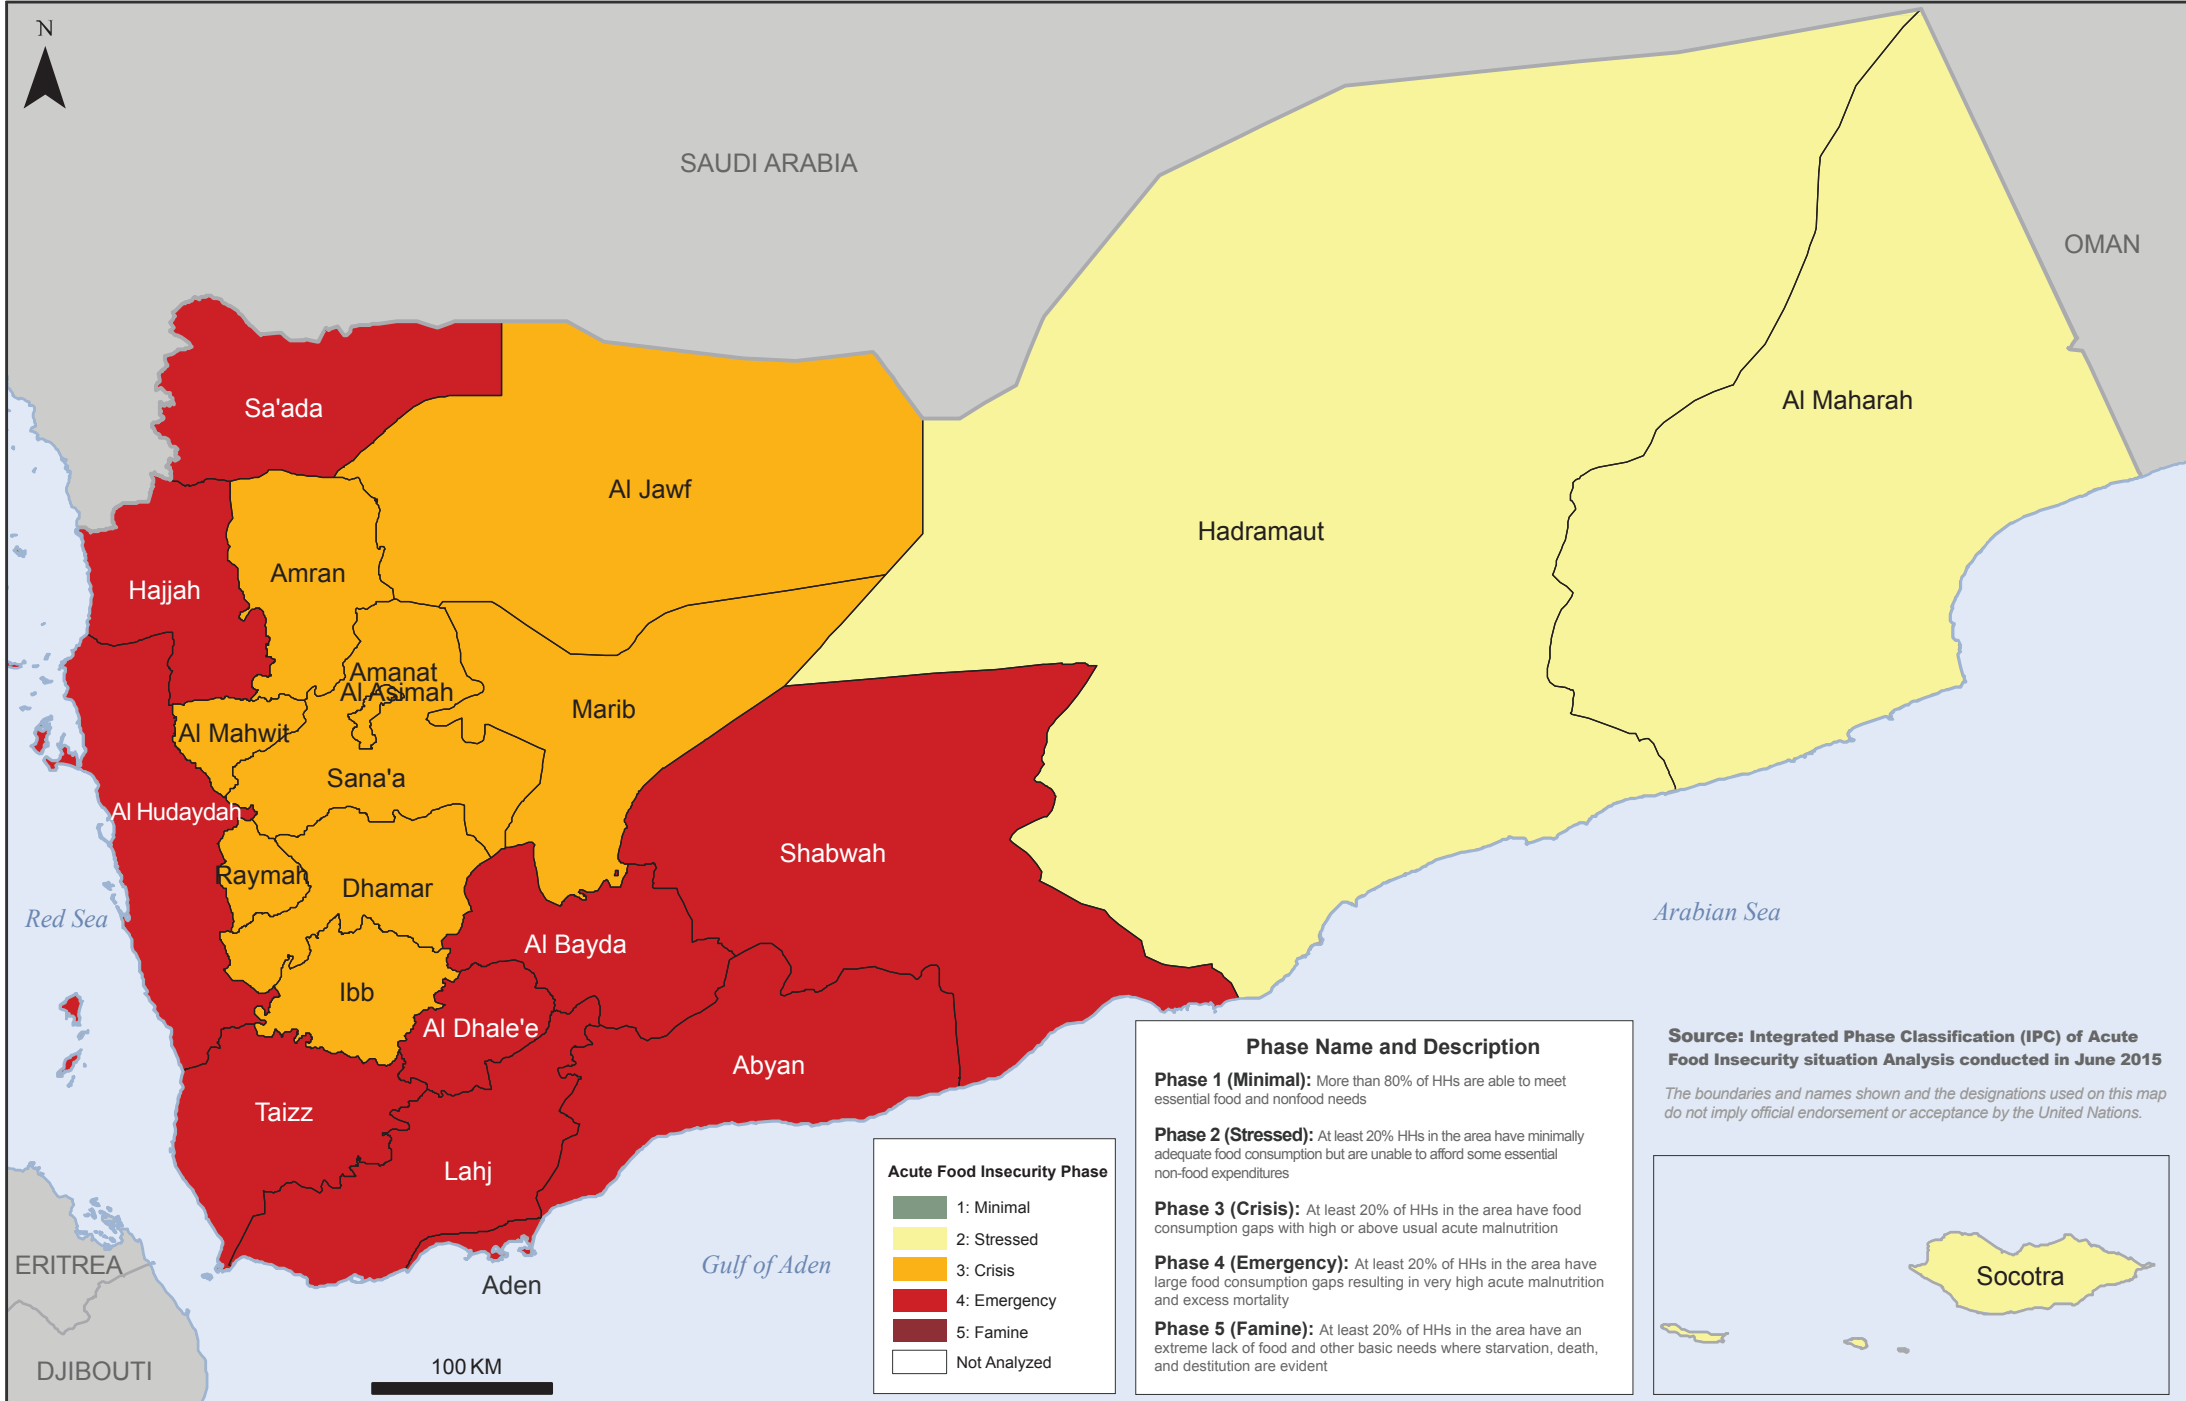 N
SAUDI ARABIA
OMAN
Sa'ada
Al Maharah
Al Jawf
Hadramaut
Amran
Hajjah
Amanat
Al Asimah
Marib
Al Mahwit
Sana'a
Al Hudaydah
Shabwah
Raymah
Dhamar
Red Sea
Arabian Sea
Al Bayda
Ibb
Al Dhale'e
Abyan
Taizz
Lahj
Gulf of Aden
ERITREA
Aden
DJIBOUTI
100 KM
Acute Food Insecurity Phase
1: Minimal
2: Stressed
3: Crisis
4: Emergency
5: Famine
Not Analyzed
Phase Name and Description
Phase 1 (Minimal): More than 80% of HHs are able to meet
essential food and nonfood needs
Phase 2 (Stressed): At least 20% HHs in the area have minimally
adequate food consumption but are unable to afford some essential
non-food expenditures
Phase 3 (Crisis): At least 20% of HHs in the area have food
consumption gaps with high or above usual acute malnutrition
Phase 4 (Emergency): At least 20% of HHs in the area have
large food consumption gaps resulting in very high acute malnutrition
and excess mortality
Phase 5 (Famine): At least 20% of HHs in the area have an
extreme lack of food and other basic needs where starvation, death,
and destitution are evident
Source: Integrated Phase Classification (IPC) of Acute
Food Insecurity situation Analysis conducted in June 2015
The boundaries and names shown and the designations used on this map
do not imply official endorsement or acceptance by the United Nations.
Socotra